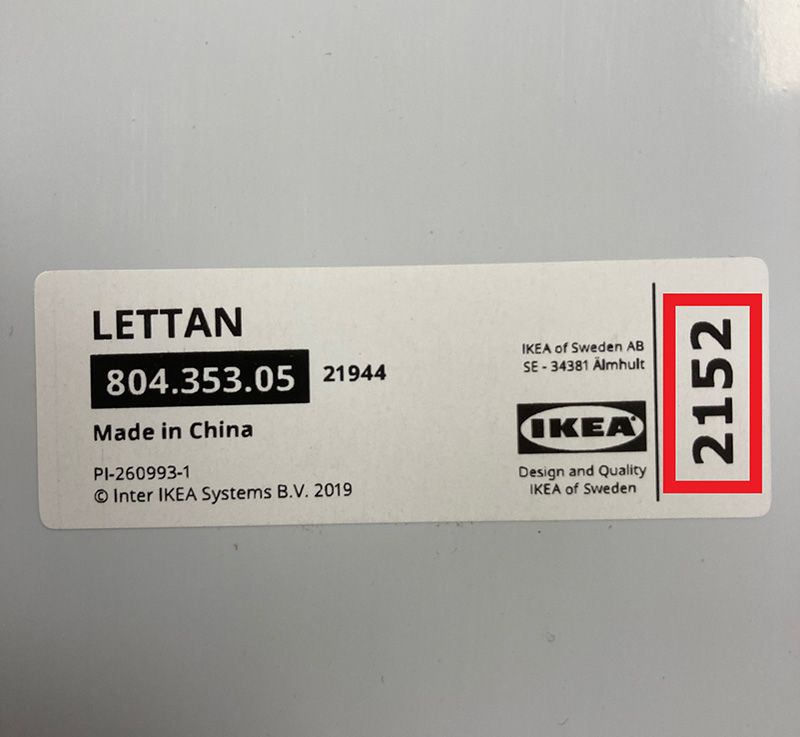 LETTAN
804.353.05 21944
Made in China
PI-260993-1
© Inter IKEA Systems B.V. 2019
IKEA of Sweden AB
SE - 34381 Älmhult
IKEA
Design and Quality
IKEA of Sweden
2152